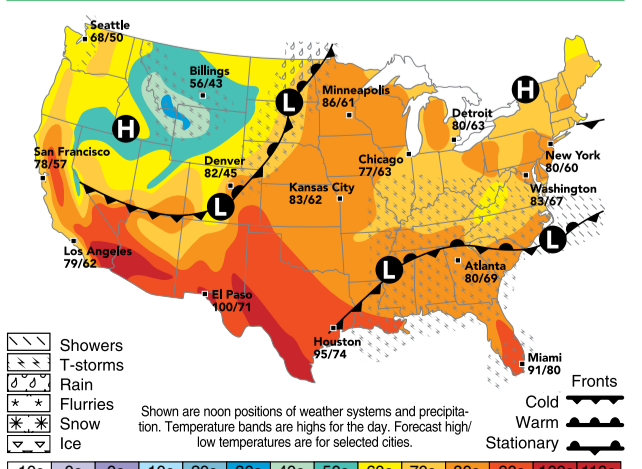 Seattle
68/50
Billings
56/43
Minneapolis
86/61
L
H
H
Detroit
80/63
San Francisco
78/57
Denver
82/45
Chicago
77/63
New York
80/60
Kansas City
83/62
Washington
83/67
L
L
L
Los Angeles
79/62
Atlanta
80/69
El Paso
100/71
Houston
95/74
Miami
91/80
Showers
T-storms
Rain
Flurries
Snow
Ice
Shown are noon positions of weather systems and precipita-
tion. Temperature bands are highs for the day. Forecast high/
low temperatures are for selected cities.
Fronts
Cold
Warm
Stationary